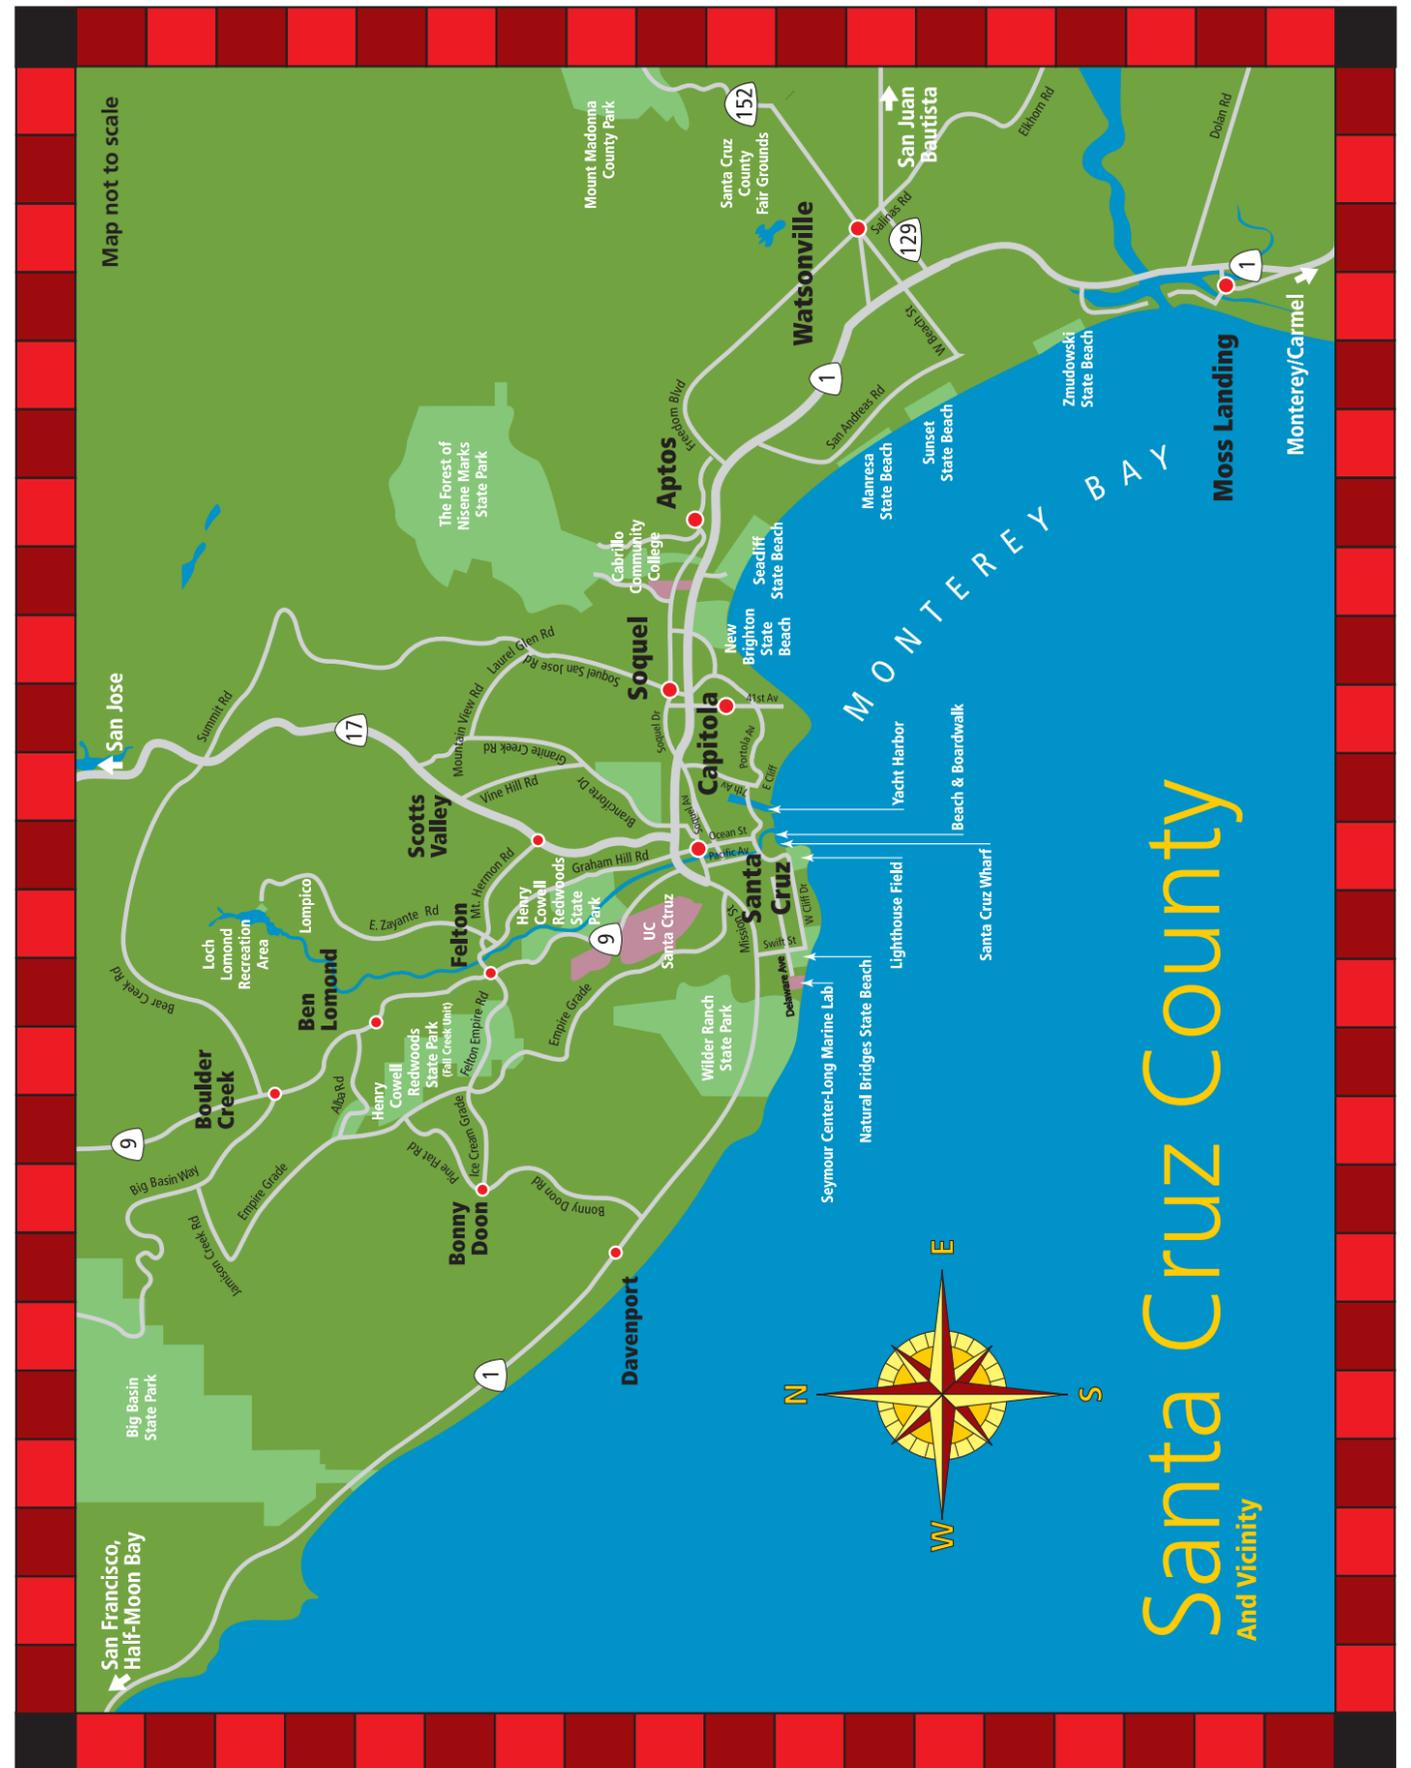 Map not to scale
San Francisco,
Half-Moon Bay
San Jose
Big Basin
State Park
9
Big Basin Way
Jamison Creek Rd
Empire Grade
Boulder
Creek
Bear Creek Rd
Loch
Lomond
Recreation
Area
Lompico
Ben
Lomond
Alba Rd
Summit Rd
17
Scotts
Valley
Mountain View Rd
Laurel Glen Rd
Soquel San Jose Rd
Granite Creek Rd
Vine Hill Rd
Branciforte Dr
Mt. Hermon Rd
E. Zayante Rd
Felton
Graham Hill Rd
Henry
Cowell
Redwoods
State
Park
Henry
Cowell
Redwoods
State Park
(Fall Creek Unit)
Felton Empire Rd
Empire Grade
Pine Flat Rd
Ice Cream Grade
Bonny
Doon
Bonny Doon Rd
Davenport
1
9
UC
Santa Ctruz
Wilder Ranch
State Park
The Forest of
Nisene Marks
State Park
Mount Madonna
County Park
152
Santa Cruz
County
Fair Grounds
San Juan
Bautista
Elkhorn Rd
Dolan Rd
Salinas Rd
129
Watsonville
W Beach St
1
San Andreas Rd
Freedom Blvd
Aptos
Cabrillo
Community
College
Soquel
Soquel Dr
Capitola
41st Av
Portola Av
7th Av
E Cliff
Soquel Av
Ocean St
Pacific Av
Santa
Cruz
Mission St
Swift St
W Cliff Dr
Delaware Ave
New
Brighton
State
Beach
Seacliff
State Beach
Manresa
State Beach
Sunset
State Beach
Zmudowski
State Beach
Moss Landing
1
Monterey/Carmel
MONTEREY BAY
Yacht Harbor
Beach & Boardwalk
Santa Cruz Wharf
Lighthouse Field
Natural Bridges State Beach
Seymour Center-Long Marine Lab
N
W
E
S
Santa Cruz County
And Vicinity